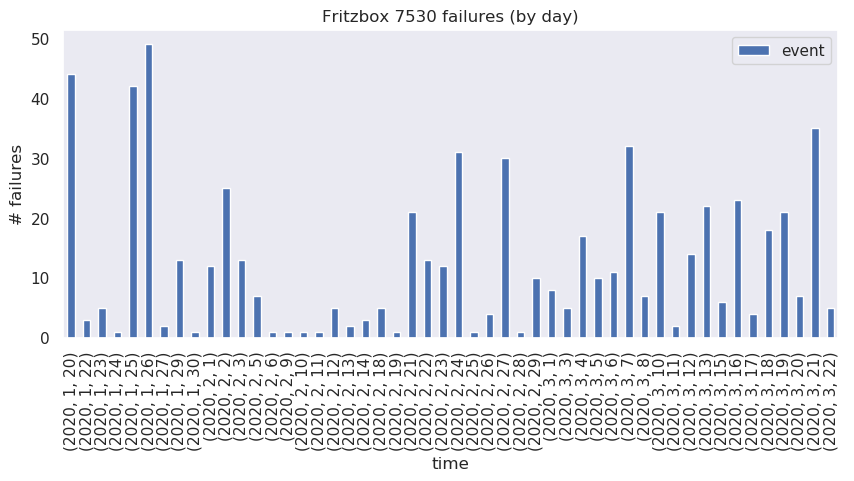 Fritzbox 7530 failures (by day)
event
# failures
50
40
30
20
10
0
(2020, 1, 20)
(2020, 1, 22)
(2020, 1, 23)
(2020, 1, 24)
(2020, 1, 25)
(2020, 1, 26)
(2020, 1, 27)
(2020, 1, 29)
(2020, 1, 30)
(2020, 2, 1)
(2020, 2, 2)
(2020, 2, 3)
(2020, 2, 5)
(2020, 2, 6)
(2020, 2, 9)
(2020, 2, 10)
(2020, 2, 11)
(2020, 2, 12)
(2020, 2, 13)
(2020, 2, 14)
(2020, 2, 18)
(2020, 2, 19)
(2020, 2, 21)
(2020, 2, 22)
(2020, 2, 23)
(2020, 2, 24)
(2020, 2, 25)
(2020, 2, 26)
(2020, 2, 27)
(2020, 2, 28)
(2020, 2, 29)
(2020, 3, 1)
(2020, 3, 3)
(2020, 3, 4)
(2020, 3, 5)
(2020, 3, 6)
(2020, 3, 7)
(2020, 3, 8)
(2020, 3, 10)
(2020, 3, 11)
(2020, 3, 12)
(2020, 3, 13)
(2020, 3, 15)
(2020, 3, 16)
(2020, 3, 17)
(2020, 3, 18)
(2020, 3, 19)
(2020, 3, 20)
(2020, 3, 21)
(2020, 3, 22)
time